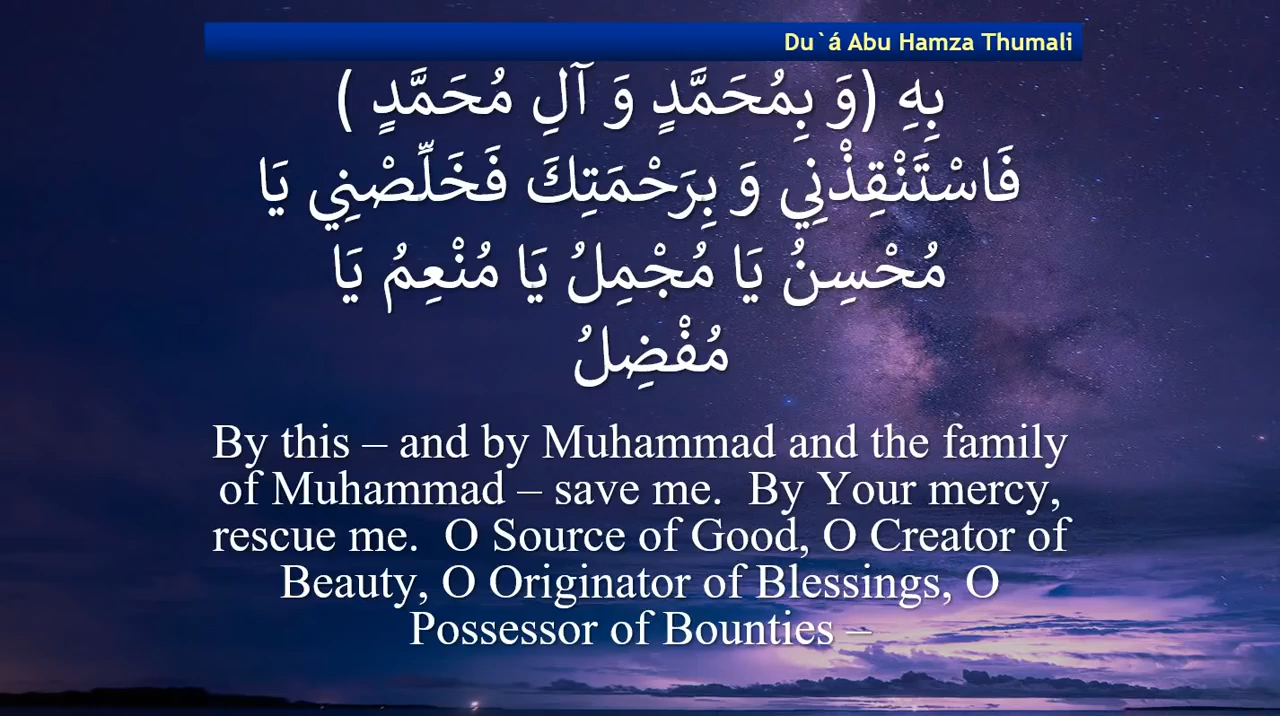 Du`á Abu Hamza Thumali
بِهِ (وَ بِمُحَمَّدٍ وَ آلِ مُحَمَّدٍ )
فَاسْتَنْقِذْنِي وَ بِرَحْمَتِكَ فَخَلِّصْنِي يَا
مُحْسِنُ يَا مُجْمِلُ يَا مُنْعِمُ يَا
مُفْضِلُ
By this – and by Muhammad and the family
of Muhammad – save me.  By Your mercy,
rescue me.  O Source of Good, O Creator of
Beauty, O Originator of Blessings, O
Possessor of Bounties –